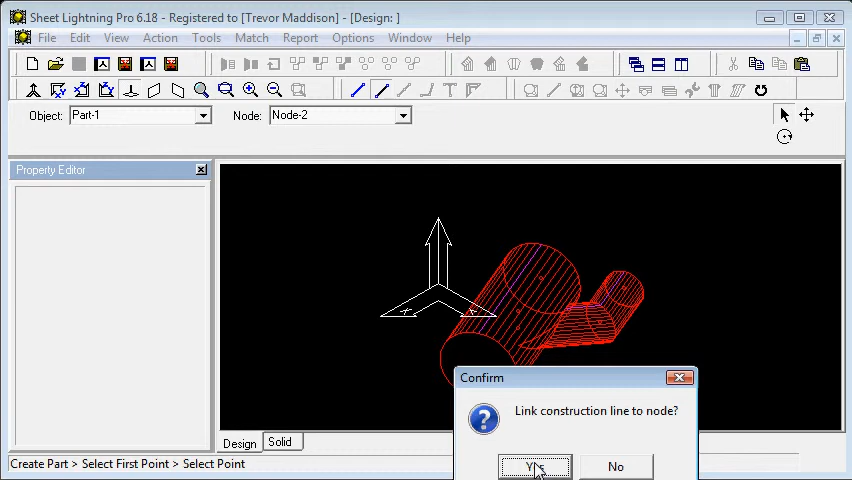 Sheet Lightning Pro 6.18 - Registered to [Trevor Maddison] - [Design: ]
File Edit View Action Tools Match Report Options Window Help
Object: Part-1 Node: Node-2
Property Editor
Confirm
Link construction line to node?
Yes No
Design Solid
Create Part > Select First Point > Select Point